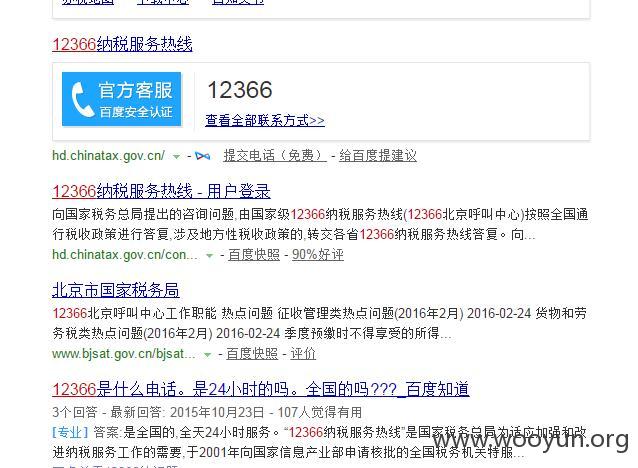 12366纳税服务热线
官方客服
百度安全认证
12366
查看全部联系方式>>
hd.chinatax.gov.cn/ - 提交电话（免费） - 给百度提建议
12366纳税服务热线 - 用户登录
向国家税务总局提出的咨询问题,由国家级12366纳税服务热线(12366北京呼叫中心)按照全国通
行税收政策进行答复,涉及地方性税收政策的,转交各省12366纳税服务热线答复。向...
hd.chinatax.gov.cn/con... - 百度快照 - 90%好评
北京市国家税务局
12366北京呼叫中心工作职能 热点问题 征收管理类热点问题(2016年2月) 2016-02-24 货物和劳
务税类热点问题(2016年2月) 2016-02-24 季度预缴时不得享受的所得...
www.bjsat.gov.cn/bjsat... - 百度快照 - 评价
12366是什么电话。是24小时的吗。全国的吗???_百度知道
3个回答 - 最新回答: 2015年10月23日 - 107人觉得有用
[专业] 答案:是全国的,全天24小时服务。“12366纳税服务热线”是国家税务总局为适应加强和改
进纳税服务工作的需要,于2001年向国家信息产业部申请核批的全国税务机关特服...
www.wooyun.org